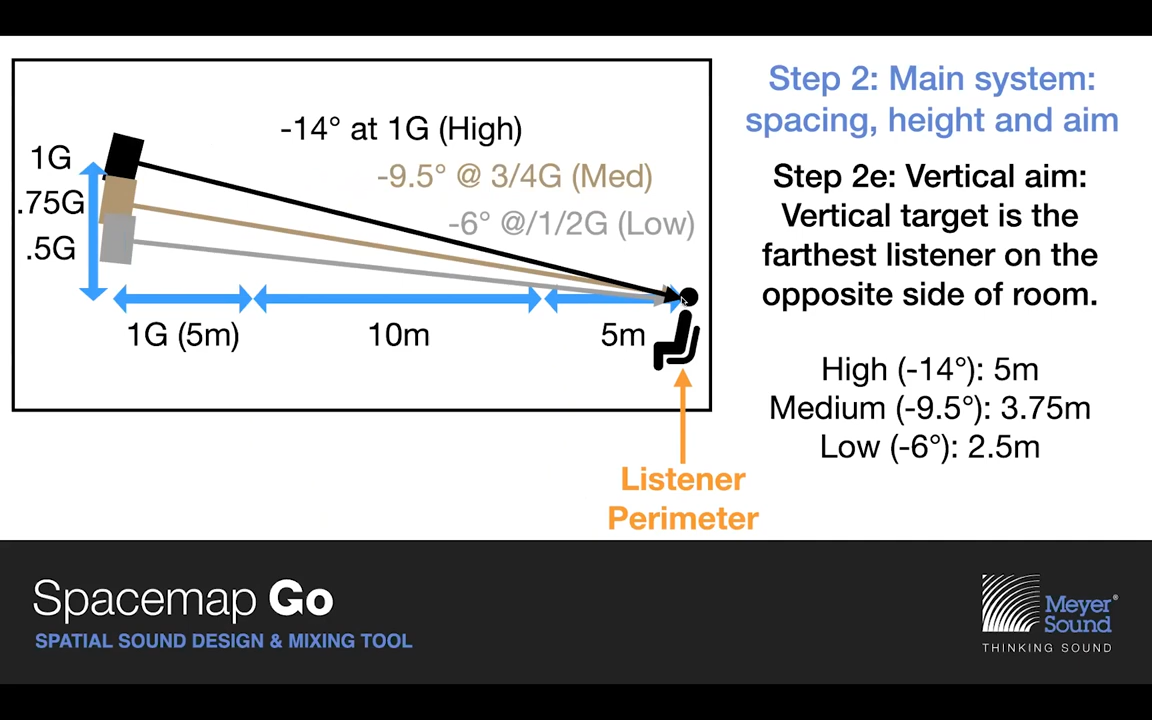 -14° at 1G (High)
1G
-9.5° @ 3/4G (Med)
.75G
-6° @/1/2G (Low)
.5G
1G (5m)
10m
5m
Listener
Perimeter
Step 2: Main system:
spacing, height and aim
Step 2e: Vertical aim:
Vertical target is the
farthest listener on the
opposite side of room.
High (-14°): 5m
Medium (-9.5°): 3.75m
Low (-6°): 2.5m
Spacemap Go
SPATIAL SOUND DESIGN & MIXING TOOL
Meyer®
Sound
THINKING SOUND